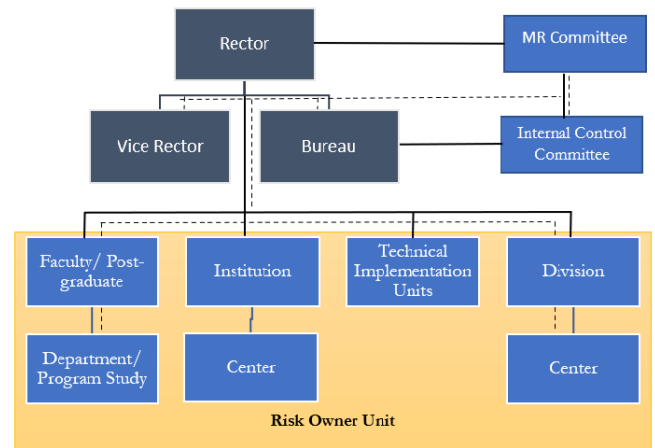 Rector
MR Committee
Vice Rector
Bureau
Internal Control
Committee
Faculty/ Post-
graduate
Institution
Technical
Implementation
Units
Division
Department/
Program Study
Center
Center
Risk Owner Unit